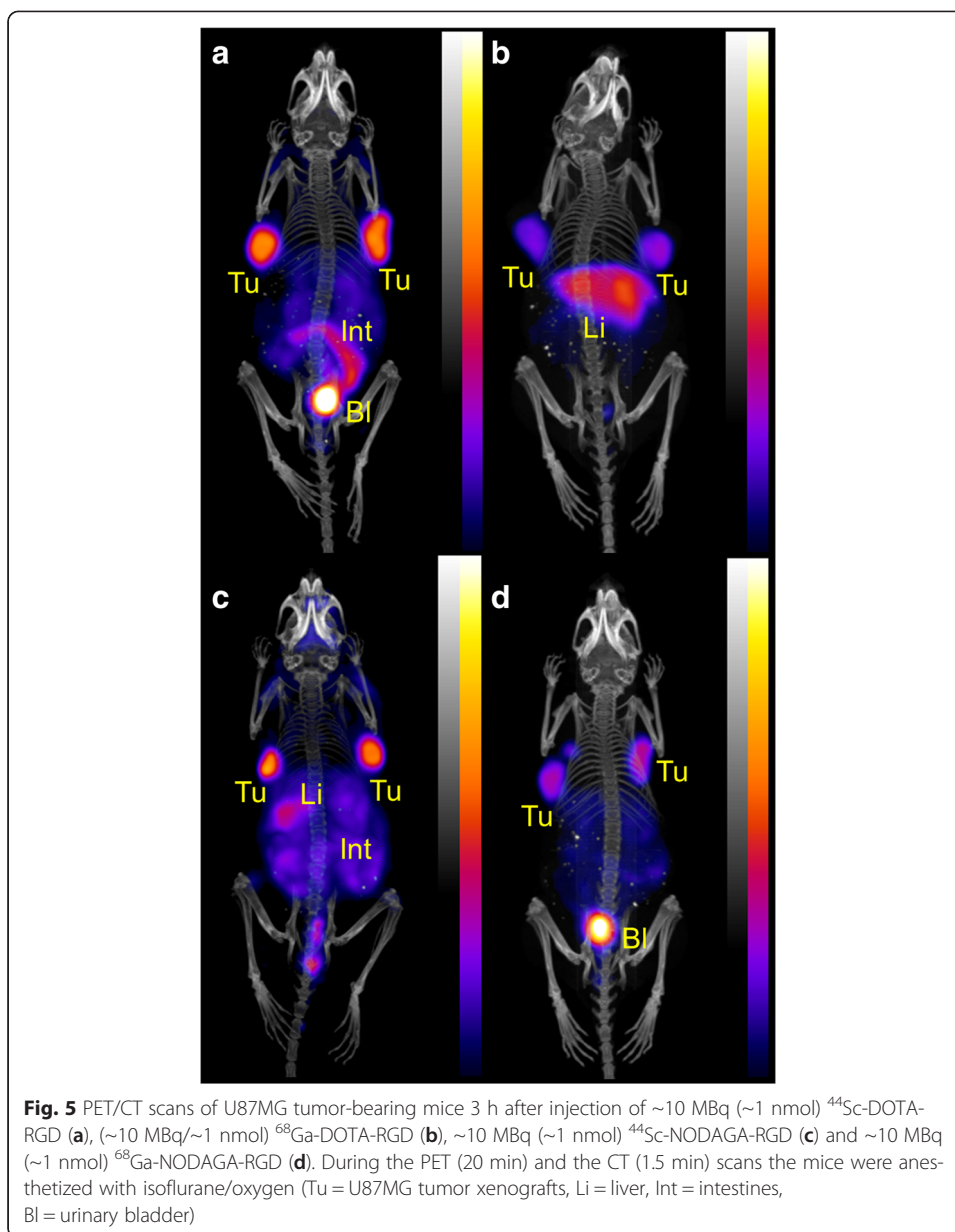 a
b
Tu
Tu
Int
Bl
Tu
Tu
Li
c
d
Tu
Tu
Li
Int
Tu
Tu
Bl
Fig. 5 PET/CT scans of U87MG tumor-bearing mice 3 h after injection of ~10 MBq (~1 nmol) ⁴⁴Sc-DOTA-
RGD (a), (~10 MBq/~1 nmol) ⁶⁸Ga-DOTA-RGD (b), ~10 MBq (~1 nmol) ⁴⁴Sc-NODAGA-RGD (c) and ~10 MBq
(~1 nmol) ⁶⁸Ga-NODAGA-RGD (d). During the PET (20 min) and the CT (1.5 min) scans the mice were anes-
thetized with isoflurane/oxygen (Tu = U87MG tumor xenografts, Li = liver, Int = intestines,
Bl = urinary bladder)